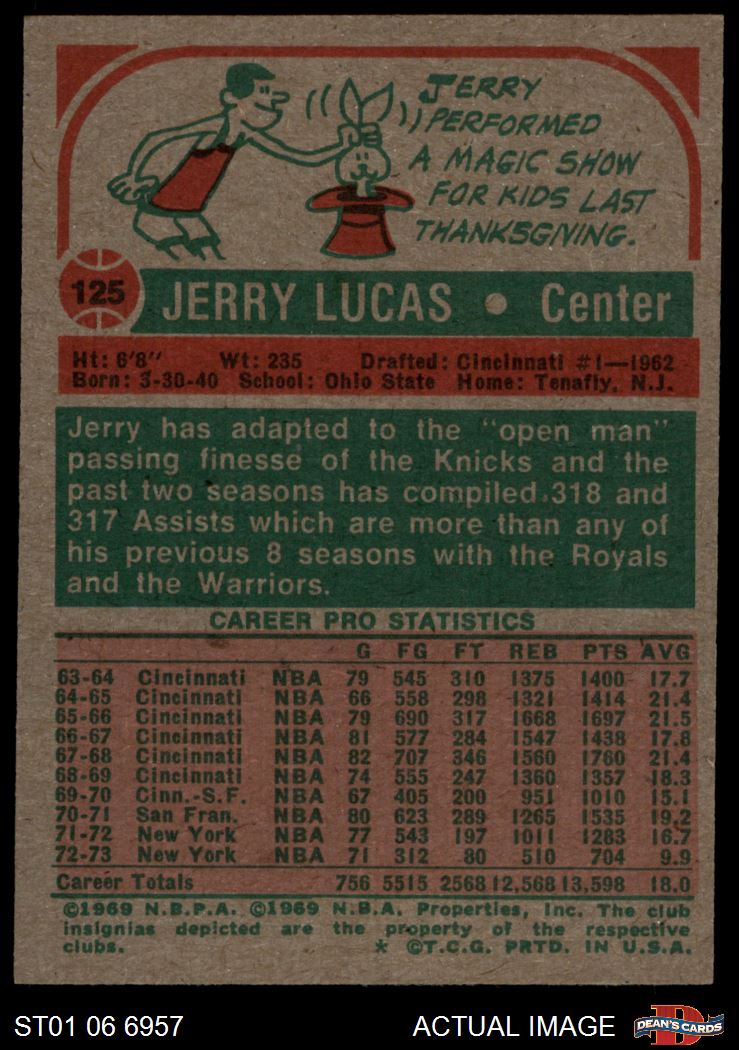 JERRY
PERFORMED
A MAGIC SHOW
FOR KIDS LAST
THANKSGIVING.
125 JERRY LUCAS • Center
Ht: 6'8" Wt: 235 Drafted: Cincinnati #1—1962
Born: 3-30-40 School: Ohio State Home: Tenafly, N.J.
Jerry has adapted to the "open man"
passing finesse of the Knicks and the
past two seasons has compiled 318 and
317 Assists which are more than any of
his previous 8 seasons with the Royals
and the Warriors.
CAREER PRO STATISTICS
G FG FT REB PTS AVG
63-64 Cincinnati NBA 79 545 310 1375 1400 17.7
64-65 Cincinnati NBA 66 558 298 1321 1414 21.4
65-66 Cincinnati NBA 79 690 317 1668 1697 21.5
66-67 Cincinnati NBA 81 577 284 1547 1438 17.8
67-68 Cincinnati NBA 82 707 346 1560 1760 21.4
68-69 Cincinnati NBA 74 555 247 1360 1357 18.3
69-70 Cinn.-S.F. NBA 67 405 200 951 1010 15.1
70-71 San Fran. NBA 80 623 289 1265 1535 19.2
71-72 New York NBA 77 543 197 1011 1283 16.7
72-73 New York NBA 71 312 80 510 704 9.9
Career Totals 756 5515 2568 12,568 13,598 18.0
©1969 N.B.P.A. ©1969 N.B.A. Properties, Inc. The club
insignias depicted are the property of the respective
clubs. * ©T.C.G. PRTD. IN U.S.A.
ST01 06 6957 ACTUAL IMAGE DEAN'S CARDS